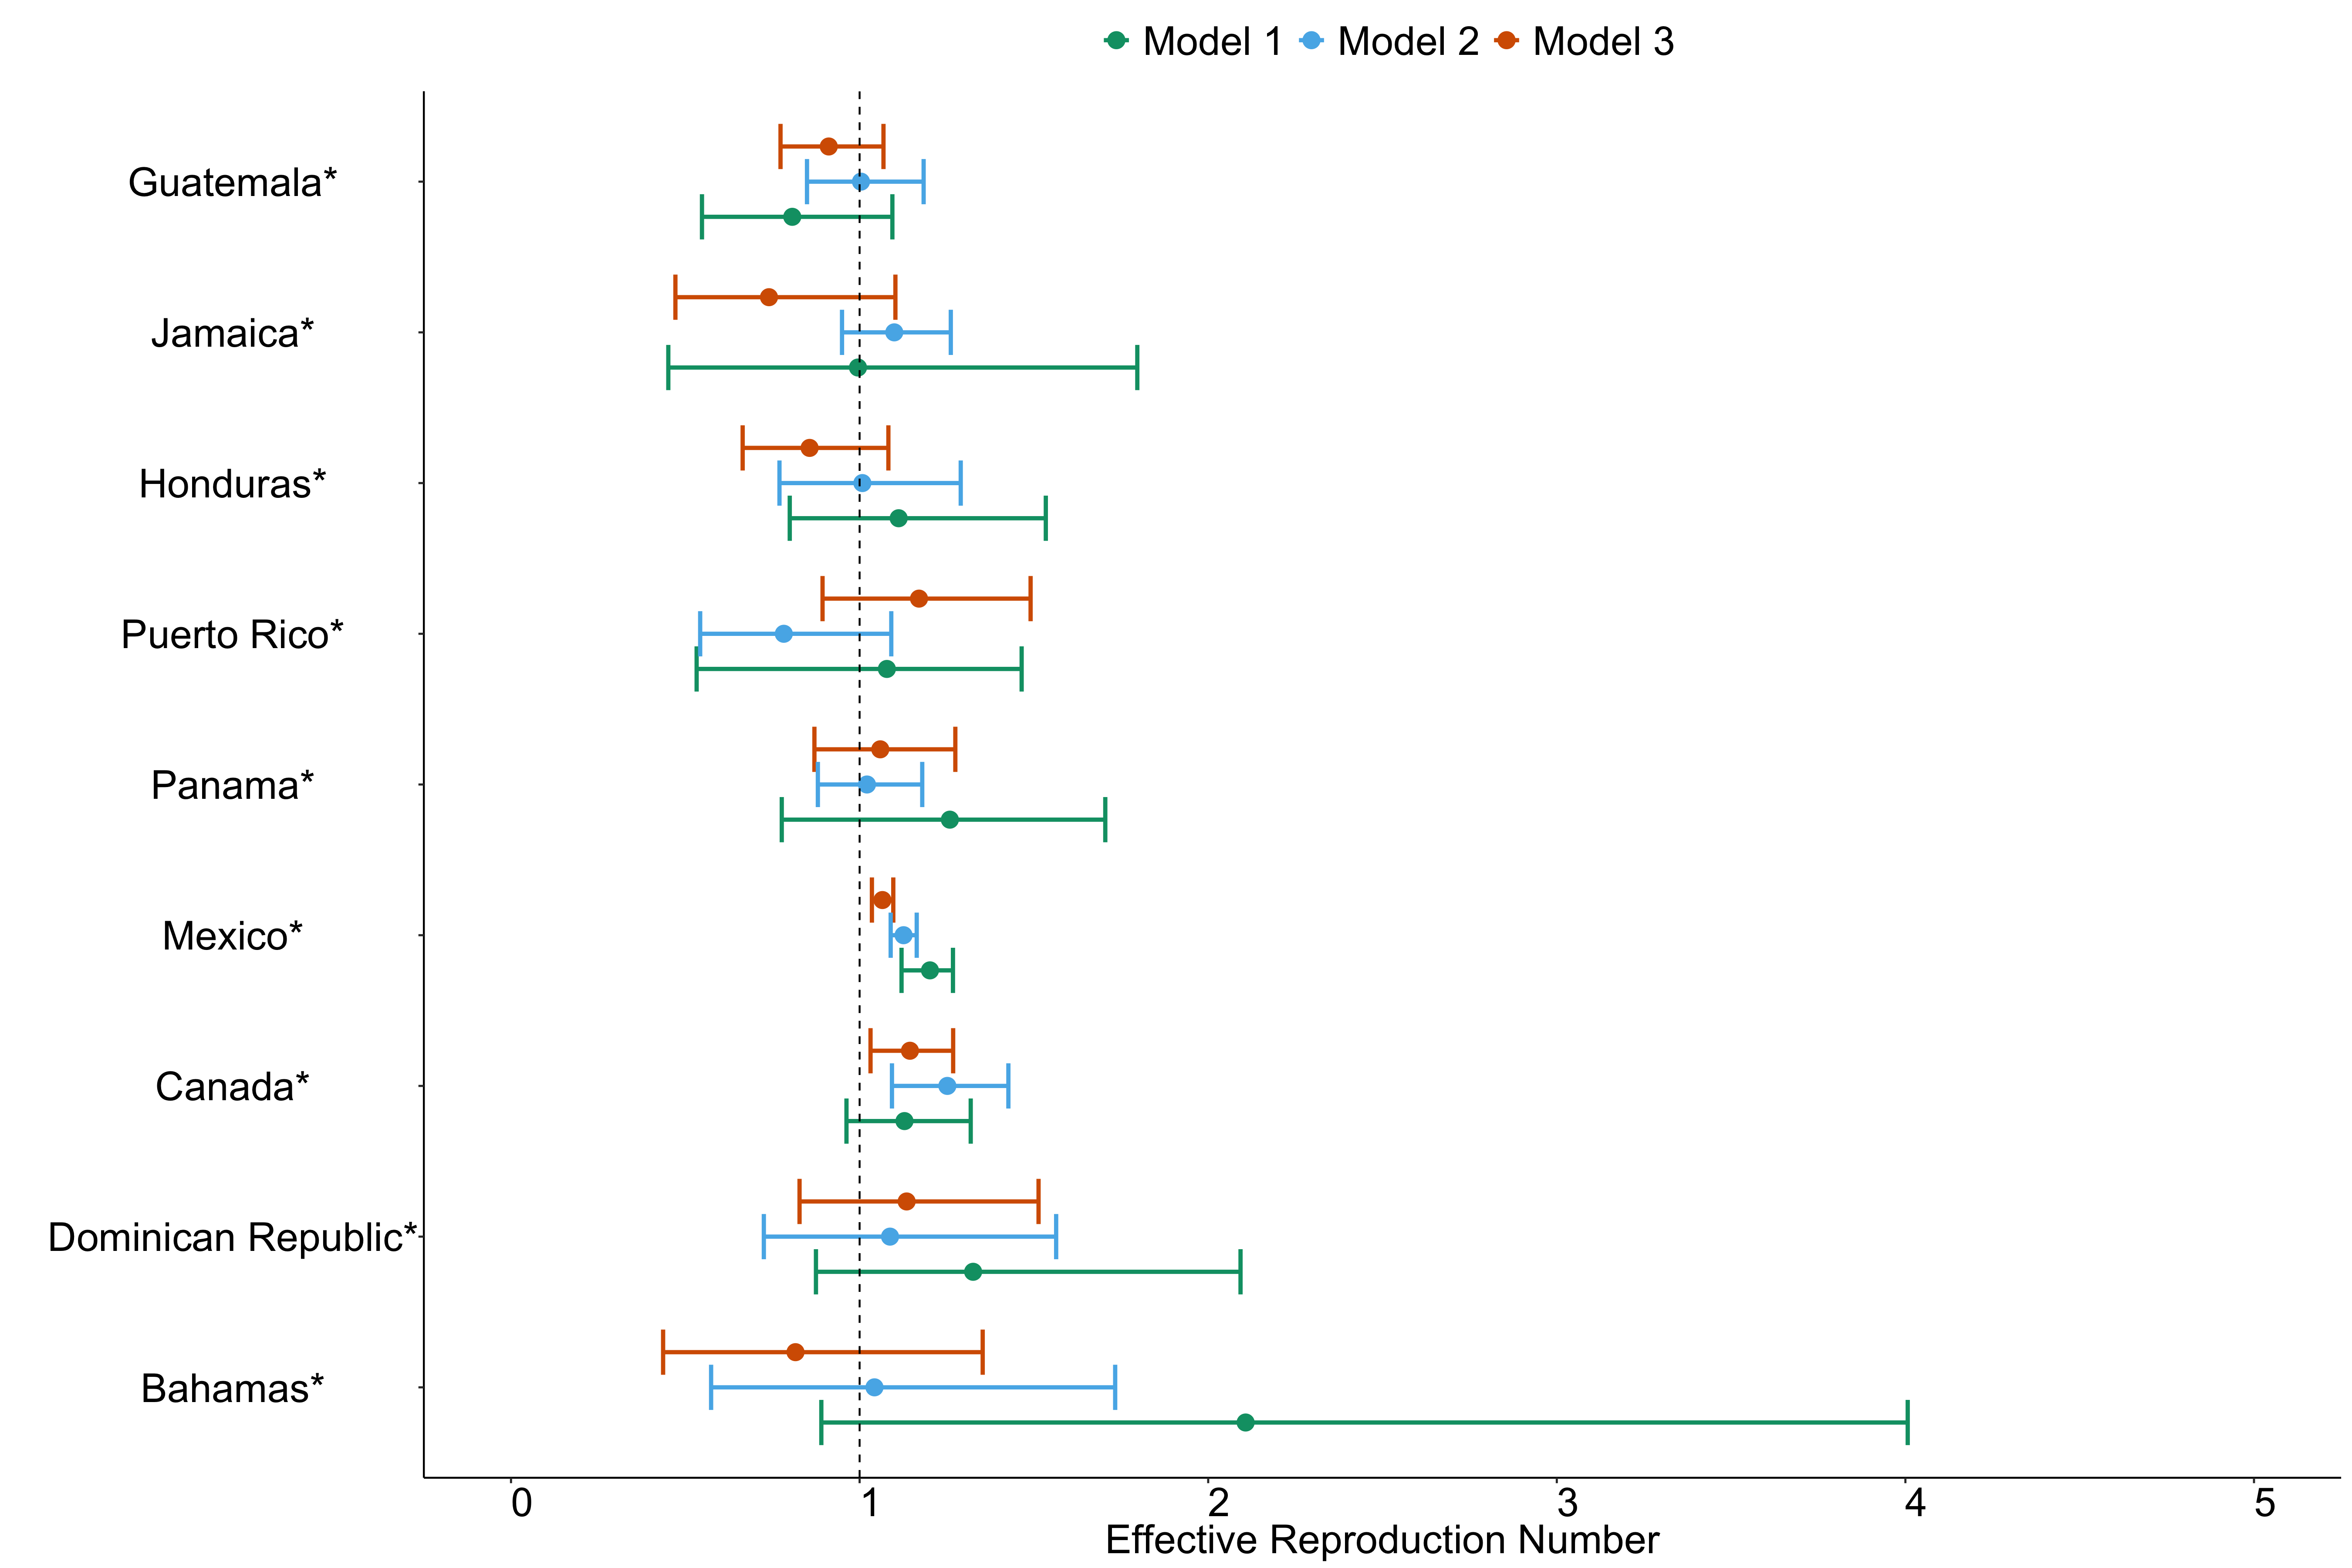 Model 1 Model 2 Model 3
Guatemala*
Jamaica*
Honduras*
Puerto Rico*
Panama*
Mexico*
Canada*
Dominican Republic*
Bahamas*
0 1 2 3 4 5
Effective Reproduction Number